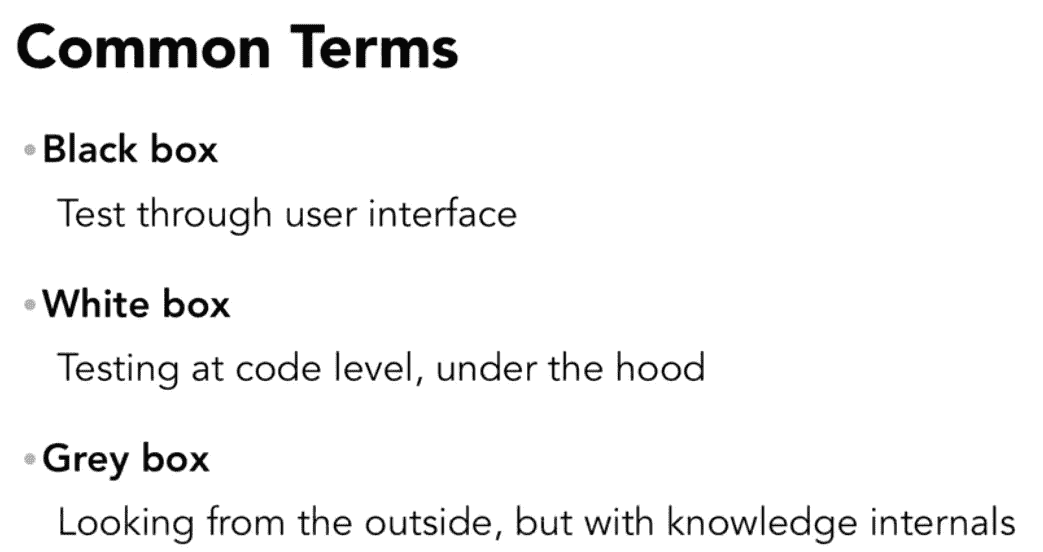 Common Terms
• Black box
Test through user interface
• White box
Testing at code level, under the hood
• Grey box
Looking from the outside, but with knowledge internals